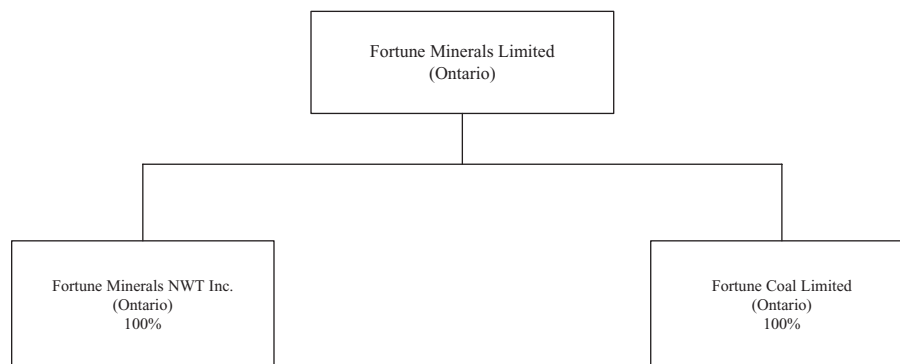 Fortune Minerals Limited
(Ontario)
Fortune Minerals NWT Inc.
(Ontario)
100%
Fortune Coal Limited
(Ontario)
100%